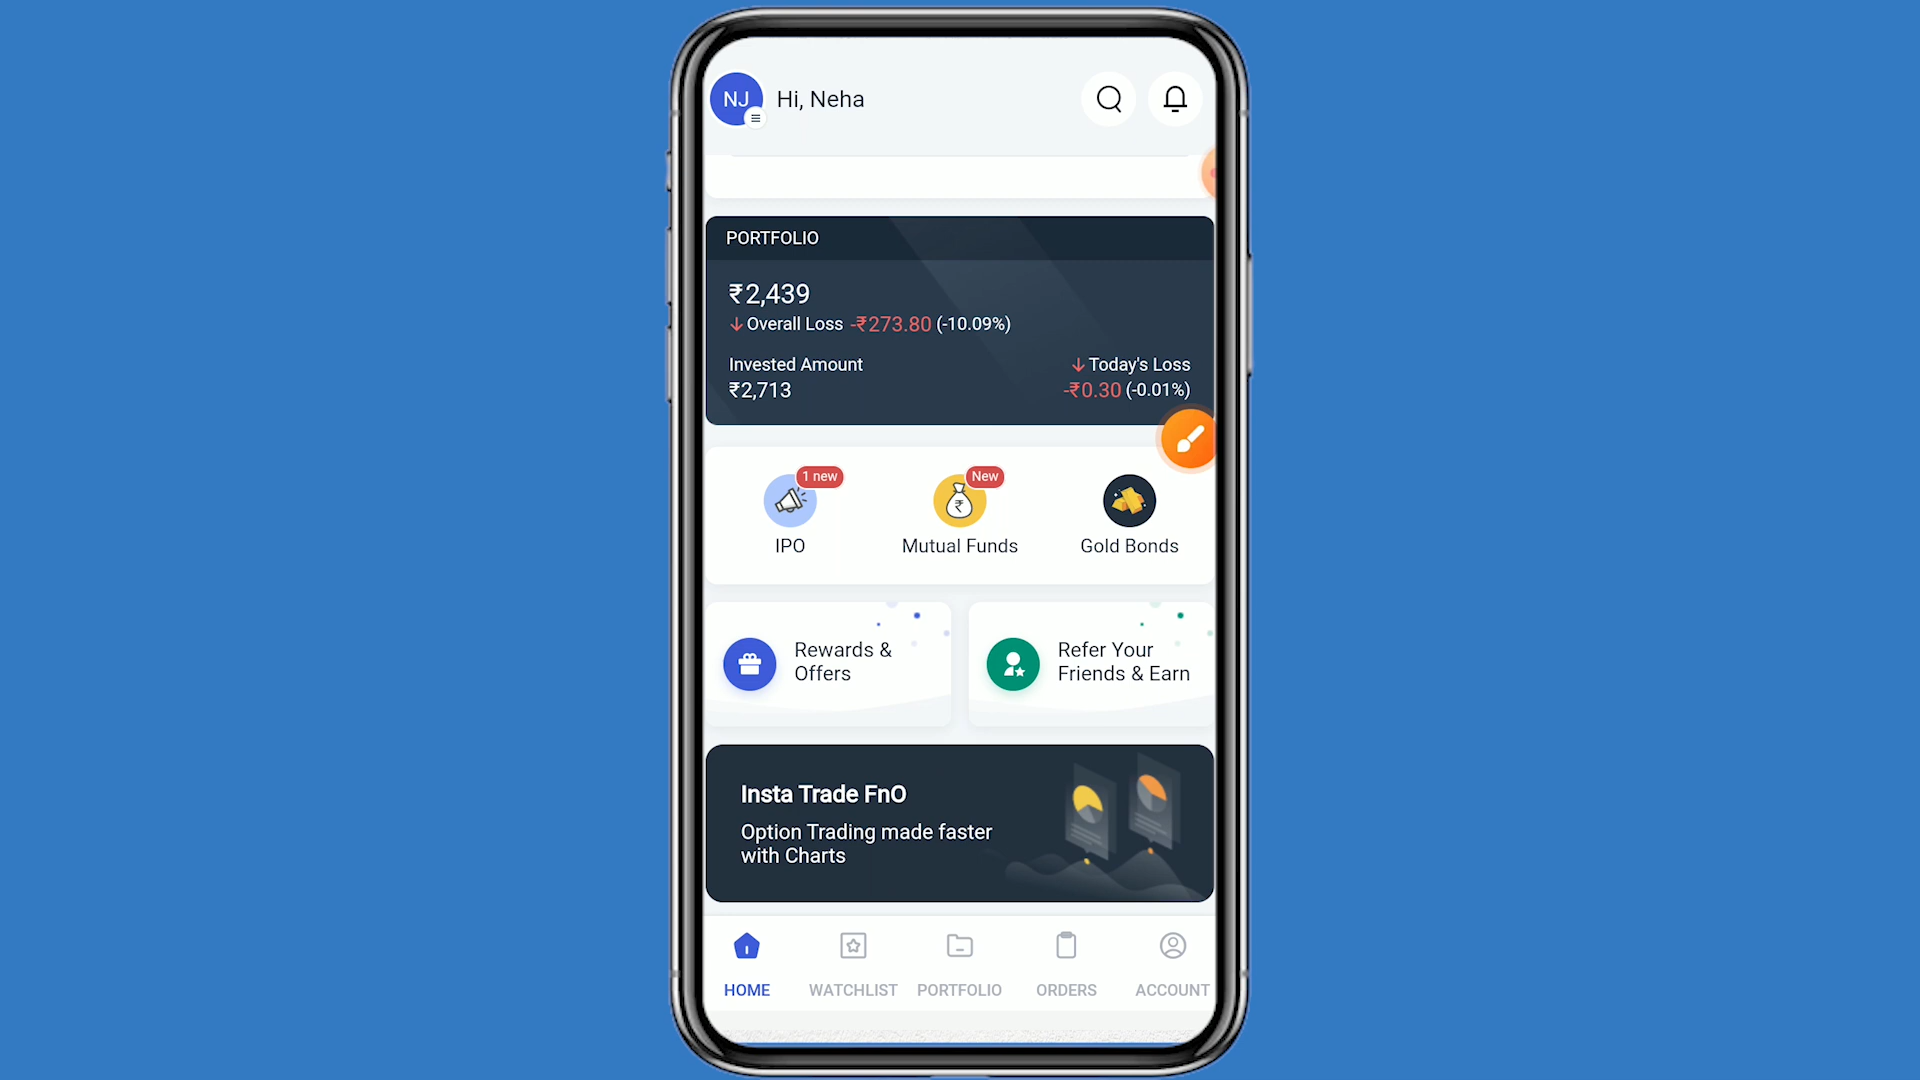 NJ
Hi, Neha
PORTFOLIO
₹2,439
Overall Loss -₹273.80 (-10.09%)
Invested Amount
Today's Loss
₹2,713
-₹0.30 (-0.01%)
1 new
New
IPO
Mutual Funds
Gold Bonds
Rewards &
Offers
Refer Your
Friends & Earn
Insta Trade FnO
Option Trading made faster
with Charts
HOME
WATCHLIST
PORTFOLIO
ORDERS
ACCOUNT